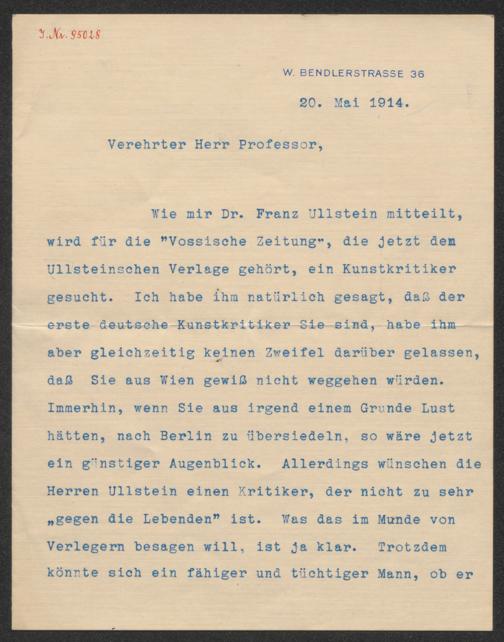 J.Nr. 95028
W. BENDLERSTRASSE 36
20. Mai 1914.
Verehrter Herr Professor,
Wie mir Dr. Franz Ullstein mitteilt,
wird für die "Vossische Zeitung", die jetzt dem
Ullsteinschen Verlage gehört, ein Kunstkritiker
gesucht. Ich habe ihm natürlich gesagt, daß der
erste deutsche Kunstkritiker Sie sind, habe ihm
aber gleichzeitig keinen Zweifel darüber gelassen,
daß Sie aus Wien gewiß nicht weggehen würden.
Immerhin, wenn Sie aus irgend einem Grunde Lust
hätten, nach Berlin zu übersiedeln, so wäre jetzt
ein günstiger Augenblick. Allerdings wünschen die
Herren Ullstein einen Kritiker, der nicht zu sehr
„gegen die Lebenden" ist. Was das im Munde von
Verlegern besagen will, ist ja klar. Trotzdem
könnte sich ein fähiger und tüchtiger Mann, ob er